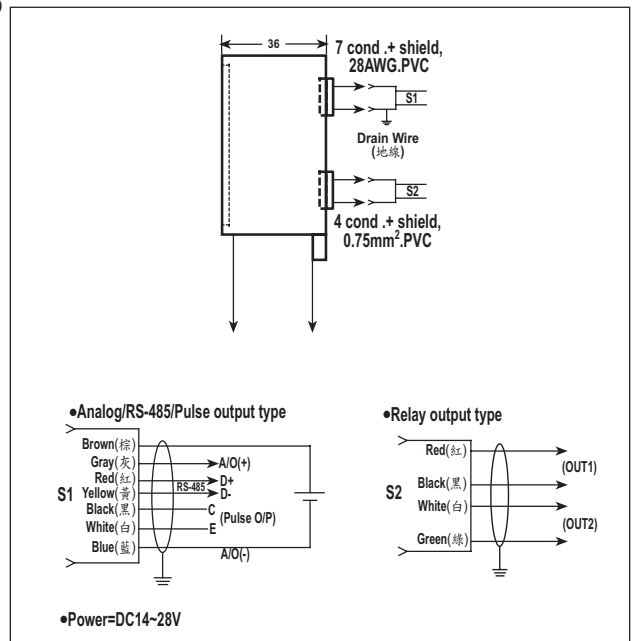 36
7 cond .+ shield,
28AWG.PVC
S1
Drain Wire
(地線)
S2
4 cond .+ shield,
0.75mm².PVC
•Analog/RS-485/Pulse output type
S1
Brown(棕)
Gray(灰) A/O(+)
Red(紅) RS-485 D+
Yellow(黃) D-
Black(黑) C
(Pulse O/P)
White(白) E
Blue(藍) A/O(-)
•Relay output type
S2
Red(紅)
(OUT1)
Black(黑)
White(白)
(OUT2)
Green(綠)
•Power=DC14~28V